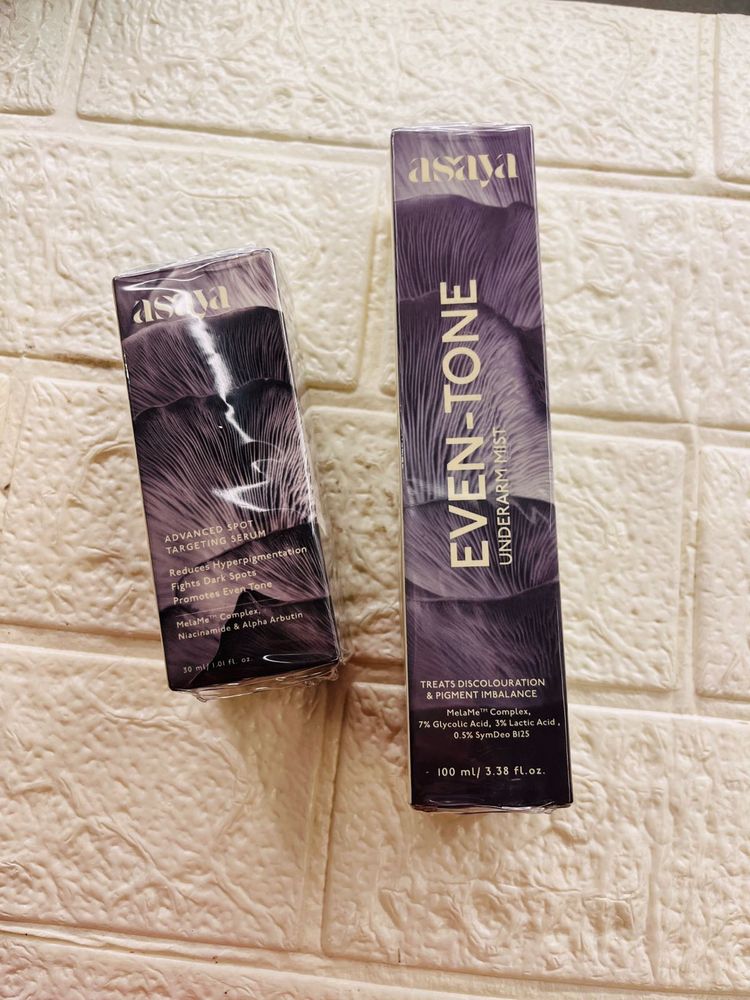 asaya
ADVANCED SPOT
TARGETING SERUM
Reduces Hyperpigmentation
Fights Dark Spots
Promotes Even Tone
MelaMe™ Complex,
Niacinamide & Alpha Arbutin
30 ml/ 1.01 fl. oz.
asaya
EVEN-TONE
UNDERARM MIST
TREATS DISCOLOURATION
& PIGMENT IMBALANCE
MelaMe™ Complex,
7% Glycolic Acid, 3% Lactic Acid,
0.5% SymDeo B125
100 ml/ 3.38 fl.oz.